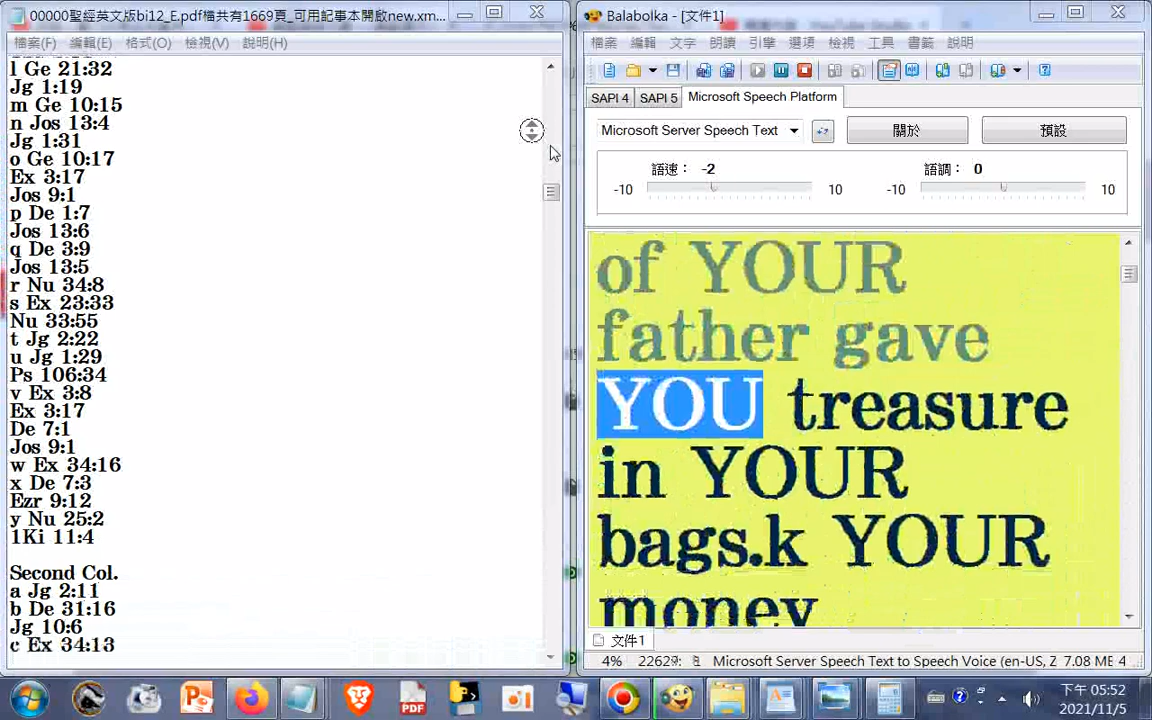 00000聖經英文版bi12_E.pdf檔共有1669頁_可用記事本開啟new.xm...
檔案(F) 編輯(E) 格式(O) 檢視(V) 說明(H)
l Ge 21:32
Jg 1:19
m Ge 10:15
n Jos 13:4
Jg 1:31
o Ge 10:17
Ex 3:17
Jos 9:1
p De 1:7
Jos 13:6
q De 3:9
Jos 13:5
r Nu 34:8
s Ex 23:33
Nu 33:55
t Jg 2:22
u Jg 1:29
Ps 106:34
v Ex 3:8
Ex 3:17
De 7:1
Jos 9:1
w Ex 34:16
x De 7:3
Ezr 9:12
y Nu 25:2
1Ki 11:4
Second Col.
a Jg 2:11
b De 31:16
Jg 10:6
c Ex 34:13
Balabolka - [文件1]
檔案 編輯 文字 朗讀 引擎 選項 檢視 工具 書籤 說明
SAPI 4 SAPI 5 Microsoft Speech Platform
Microsoft Server Speech Text 關於 預設
語速： -2 語調： 0
-10 10 -10 10
of YOUR
father gave
YOU treasure
in YOUR
bags.k YOUR
money
文件1
4% Microsoft Server Speech Text to Speech Voice (en-US, Z 7.08 ME 4
下午 05:52
2021/11/5